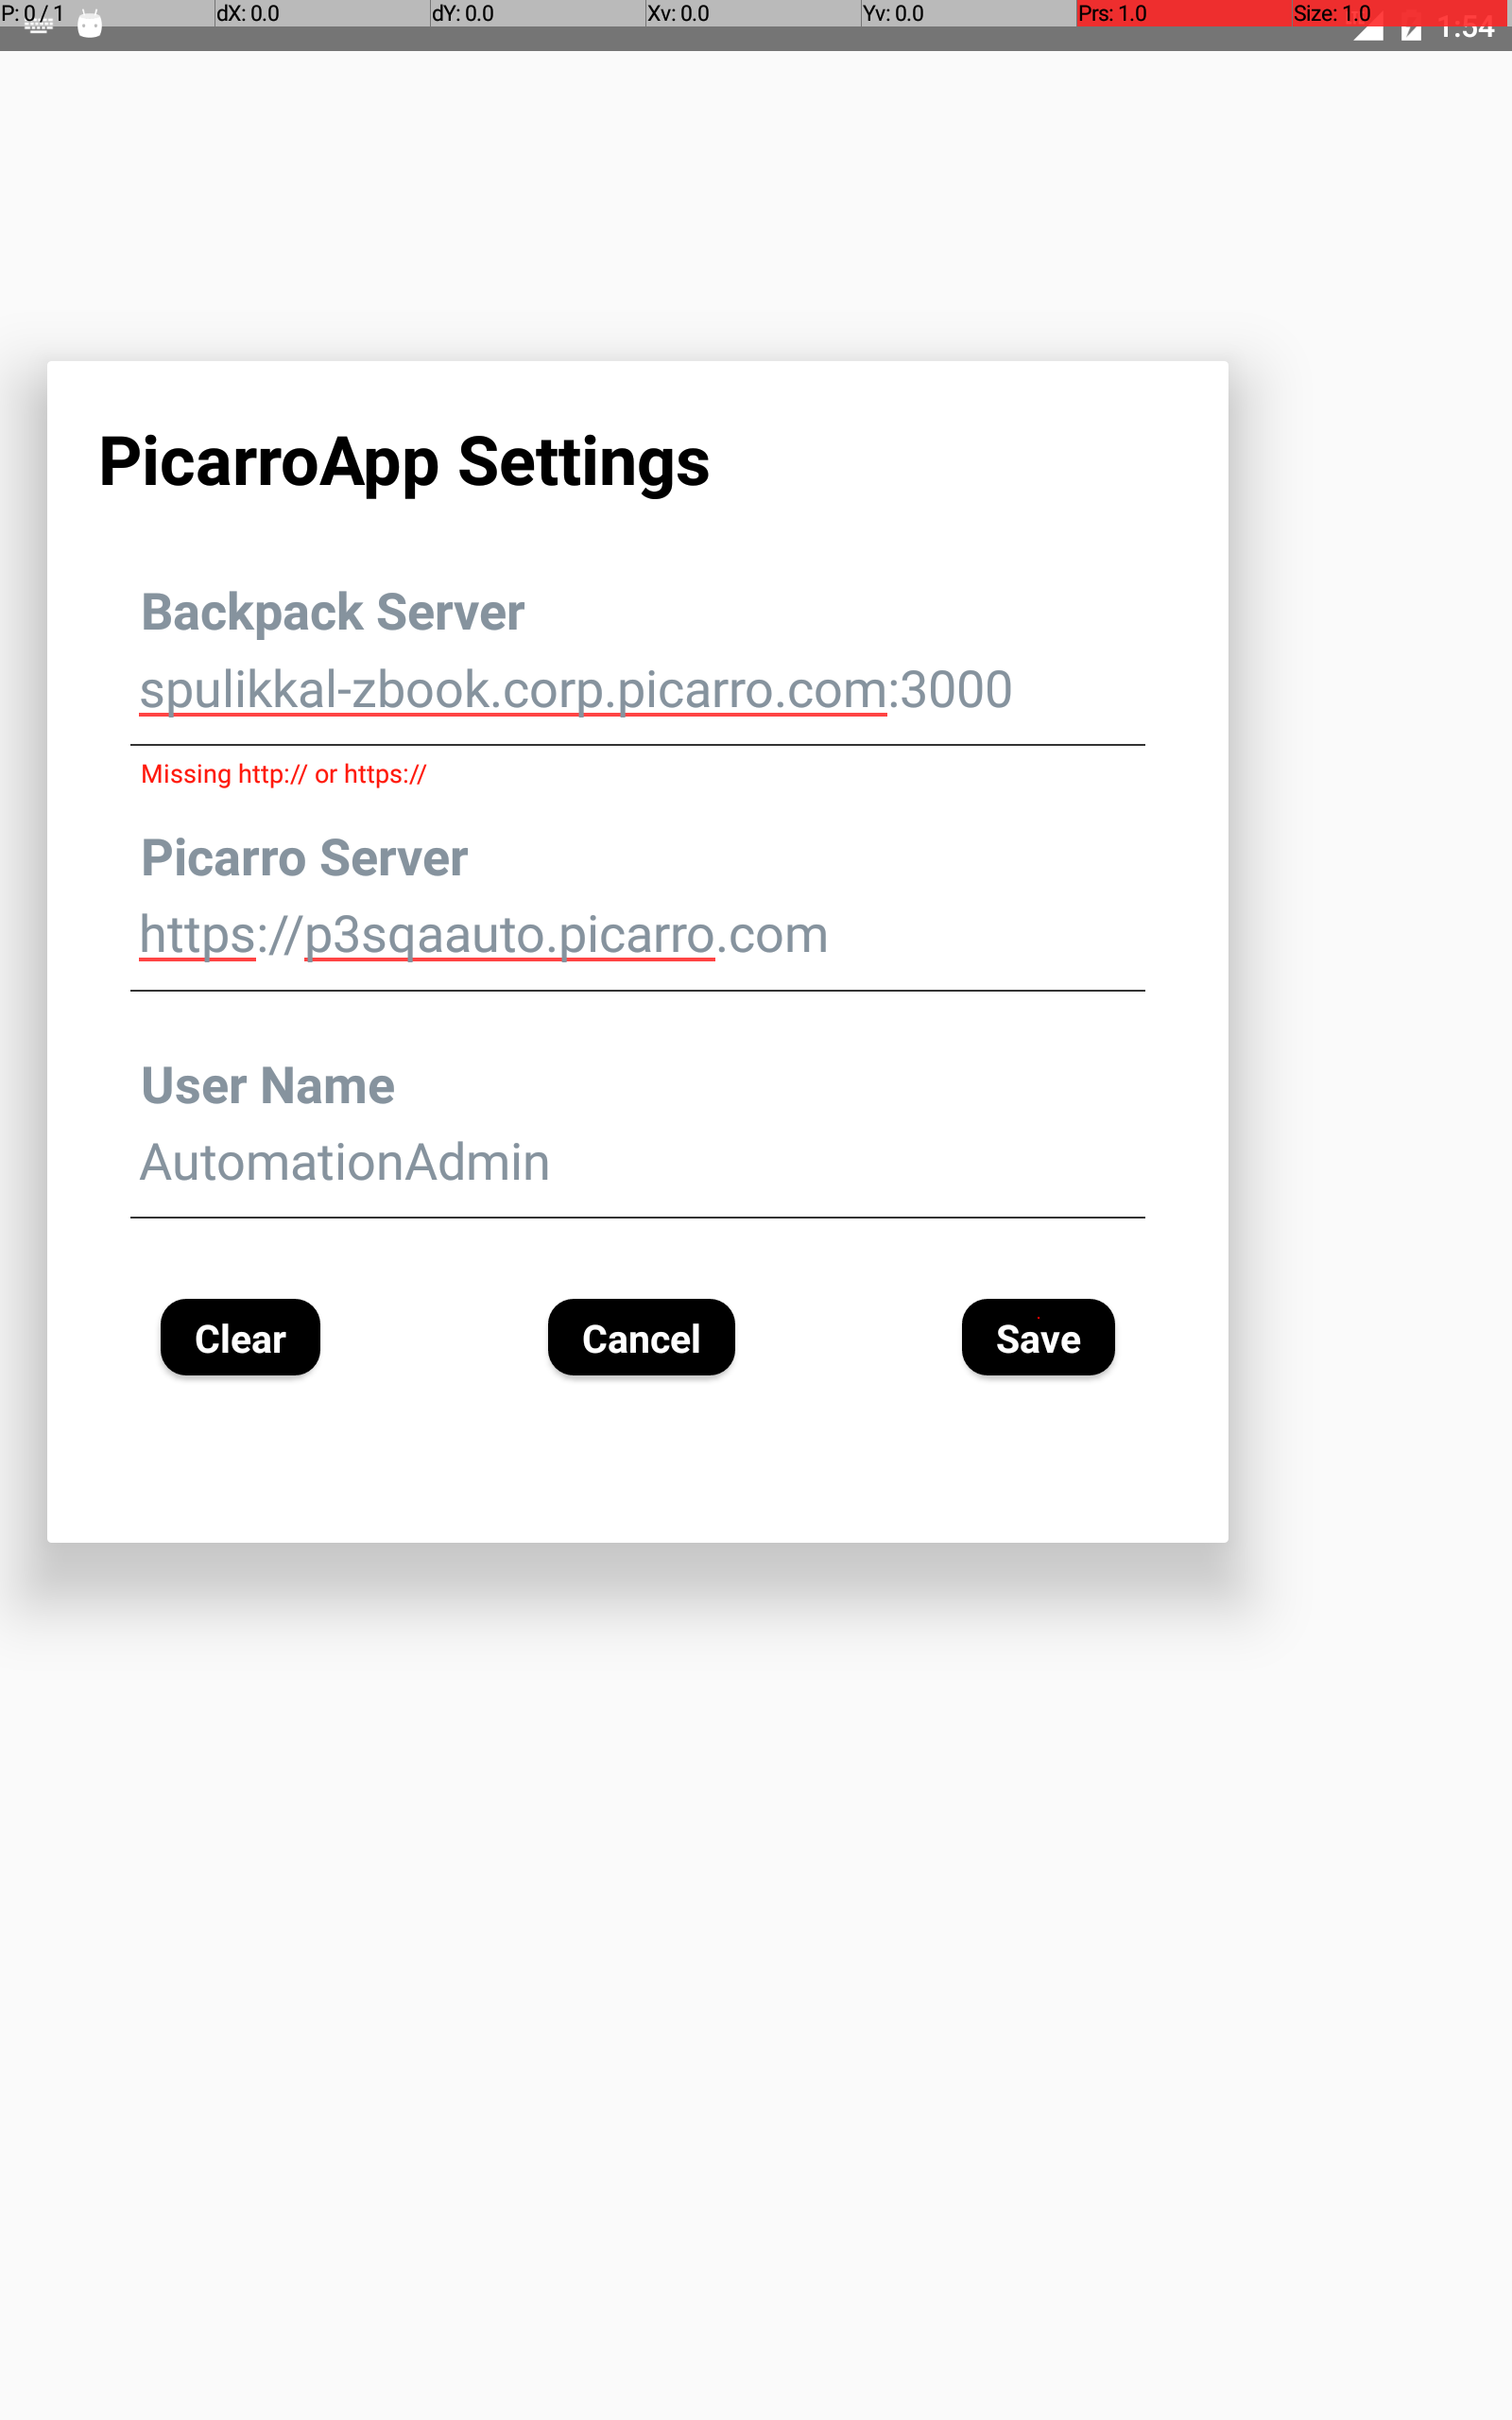 P: 0 / 1 dX: 0.0 dY: 0.0 Xv: 0.0 Yv: 0.0 Prs: 1.0 Size: 1.0
1:54
PicarroApp Settings
Backpack Server
spulikkal-zbook.corp.picarro.com:3000
Missing http:// or https://
Picarro Server
https://p3sqaauto.picarro.com
User Name
AutomationAdmin
Clear Cancel Save